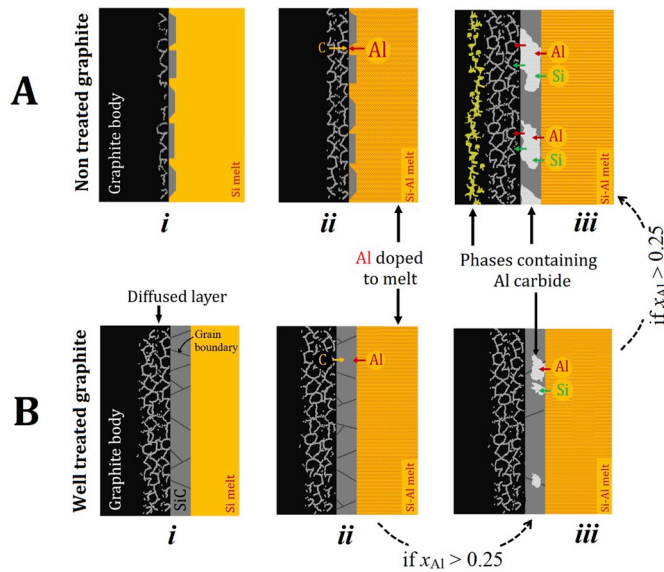 A
Non treated graphite
Graphite body
Si melt
i
C
Al
Si-Al melt
ii
Al
Si
Al
Si
Si-Al melt
iii
Al doped
to melt
Phases containing
Al carbide
if xAl > 0.25
B
Well treated graphite
Diffused layer
Grain
boundary
Graphite body
SiC
Si melt
i
C
Al
Si-Al melt
ii
Al
Si
Si-Al melt
iii
if xAl > 0.25